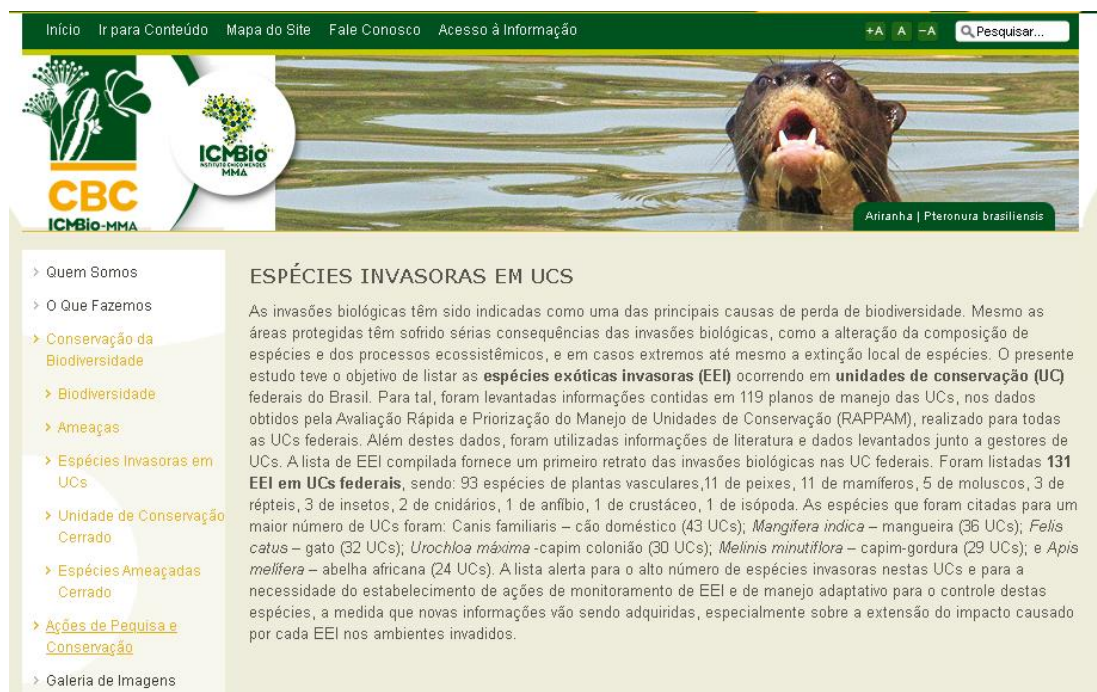 Início Ir para Conteúdo Mapa do Site Fale Conosco Acesso à Informação +A A -A Pesquisar...
ICMBio
INSTITUTO CHICO MENDES
MMA
CBC
ICMBio-MMA
Ariranha | Pteronura brasiliensis
Quem Somos
O Que Fazemos
Conservação da
Biodiversidade
Biodiversidade
Ameaças
Espécies Invasoras em
UCs
Unidade de Conservação
Cerrado
Espécies Ameaçadas
Cerrado
Ações de Pequisa e
Conservação
Galeria de Imagens
ESPÉCIES INVASORAS EM UCS
As invasões biológicas têm sido indicadas como uma das principais causas de perda de biodiversidade. Mesmo as
áreas protegidas têm sofrido sérias consequências das invasões biológicas, como a alteração da composição de
espécies e dos processos ecossistêmicos, e em casos extremos até mesmo a extinção local de espécies. O presente
estudo teve o objetivo de listar as espécies exóticas invasoras (EEI) ocorrendo em unidades de conservação (UC)
federais do Brasil. Para tal, foram levantadas informações contidas em 119 planos de manejo das UCs, nos dados
obtidos pela Avaliação Rápida e Priorização do Manejo de Unidades de Conservação (RAPPAM), realizado para todas
as UCs federais. Além destes dados, foram utilizadas informações de literatura e dados levantados junto a gestores de
UCs. A lista de EEI compilada fornece um primeiro retrato das invasões biológicas nas UC federais. Foram listadas 131
EEI em UCs federais, sendo: 93 espécies de plantas vasculares,11 de peixes, 11 de mamíferos, 5 de moluscos, 3 de
répteis, 3 de insetos, 2 de cnidários, 1 de anfíbio, 1 de crustáceo, 1 de isópoda. As espécies que foram citadas para um
maior número de UCs foram: Canis familiaris – cão doméstico (43 UCs); Mangifera indica – mangueira (36 UCs); Felis
catus – gato (32 UCs); Urochloa máxima -capim colonião (30 UCs); Melinis minutiflora – capim-gordura (29 UCs); e Apis
melífera – abelha africana (24 UCs). A lista alerta para o alto número de espécies invasoras nestas UCs e para a
necessidade do estabelecimento de ações de monitoramento de EEI e de manejo adaptativo para o controle destas
espécies, a medida que novas informações vão sendo adquiridas, especialmente sobre a extensão do impacto causado
por cada EEI nos ambientes invadidos.